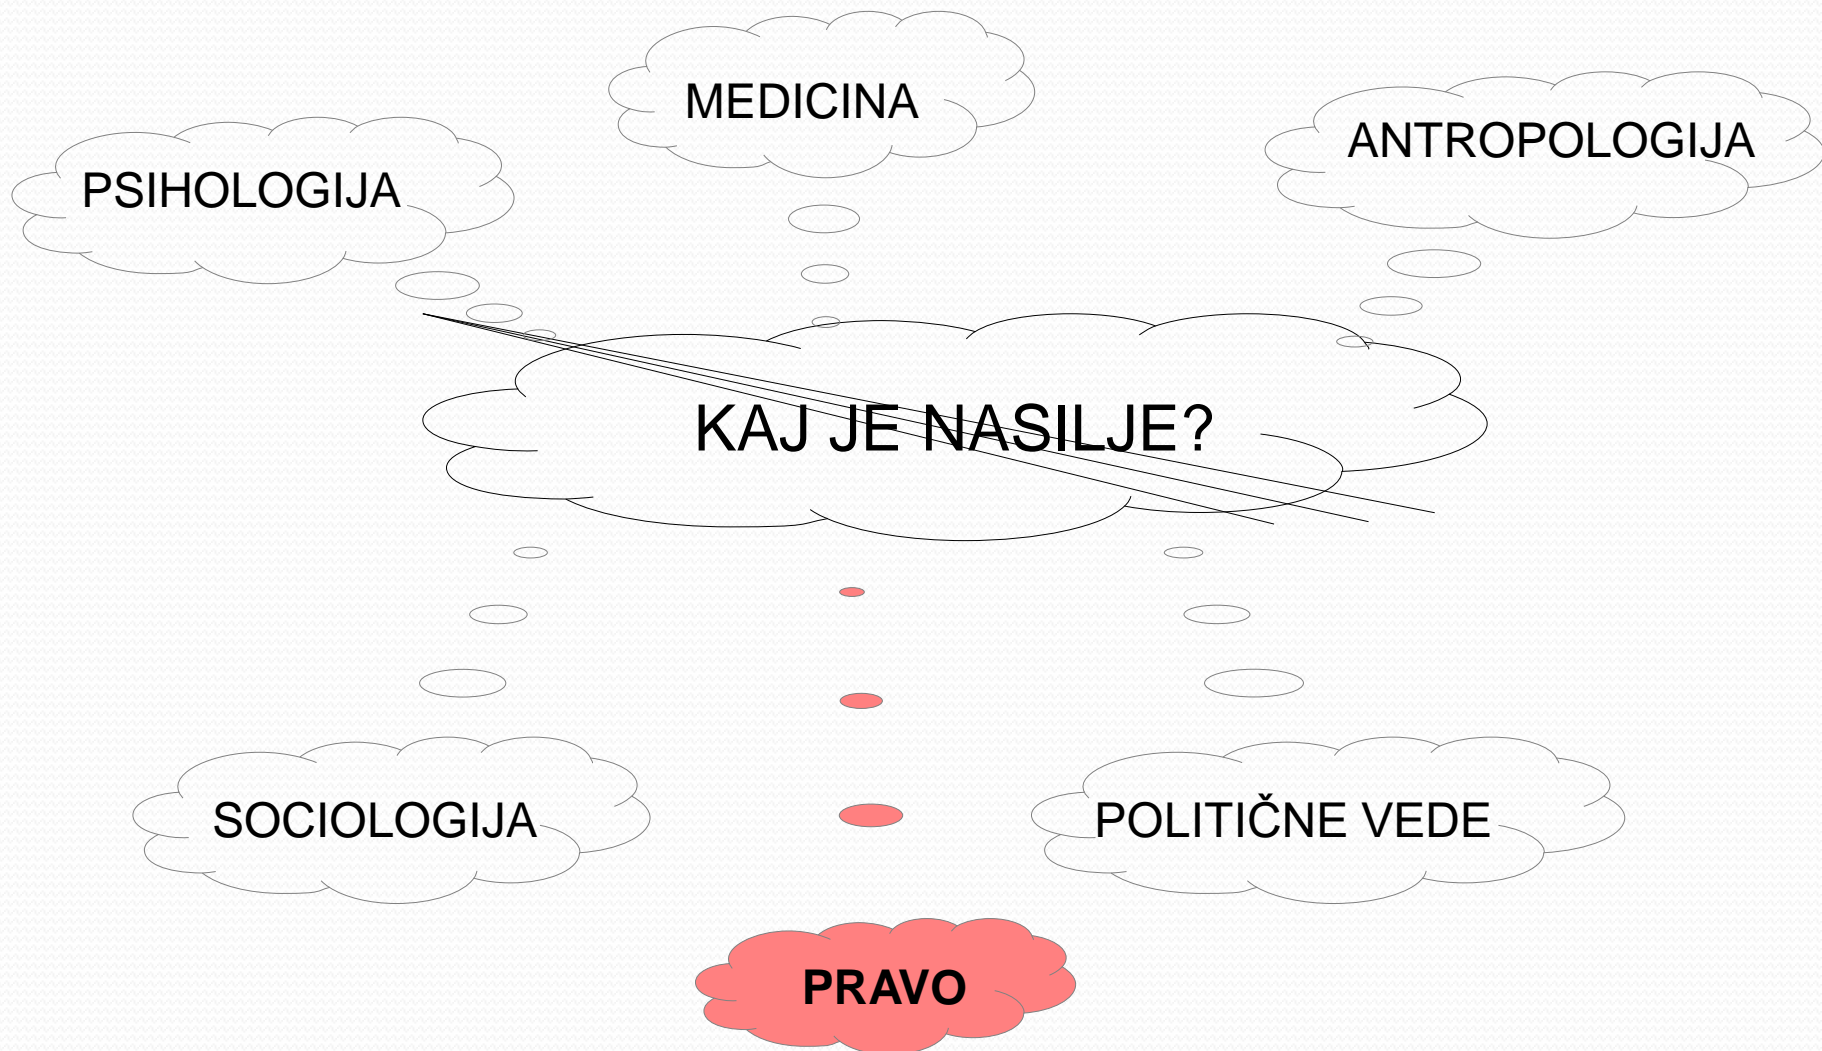 MEDICINA
ANTROPOLOGIJA
PSIHOLOGIJA
KAJ JE NASILJE?
SOCIOLOGIJA
POLITIČNE VEDE
PRAVO